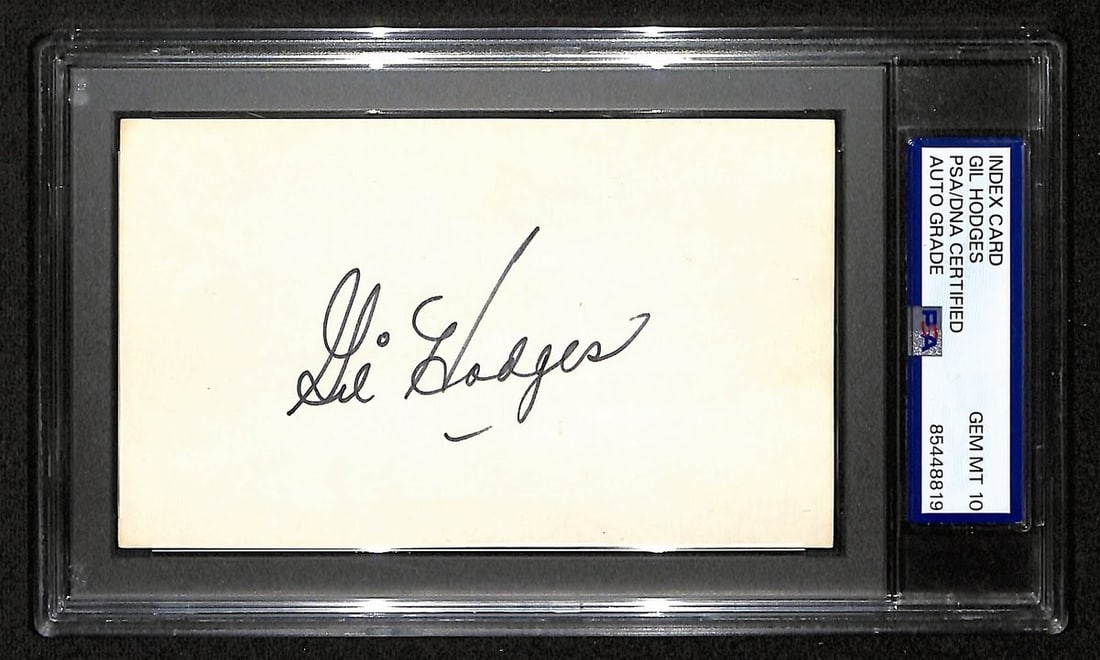 Gil Hodges
INDEX CARD
GIL HODGES
PSA/DNA CERTIFIED
AUTO GRADE
PSA
GEM MT 10
85448819